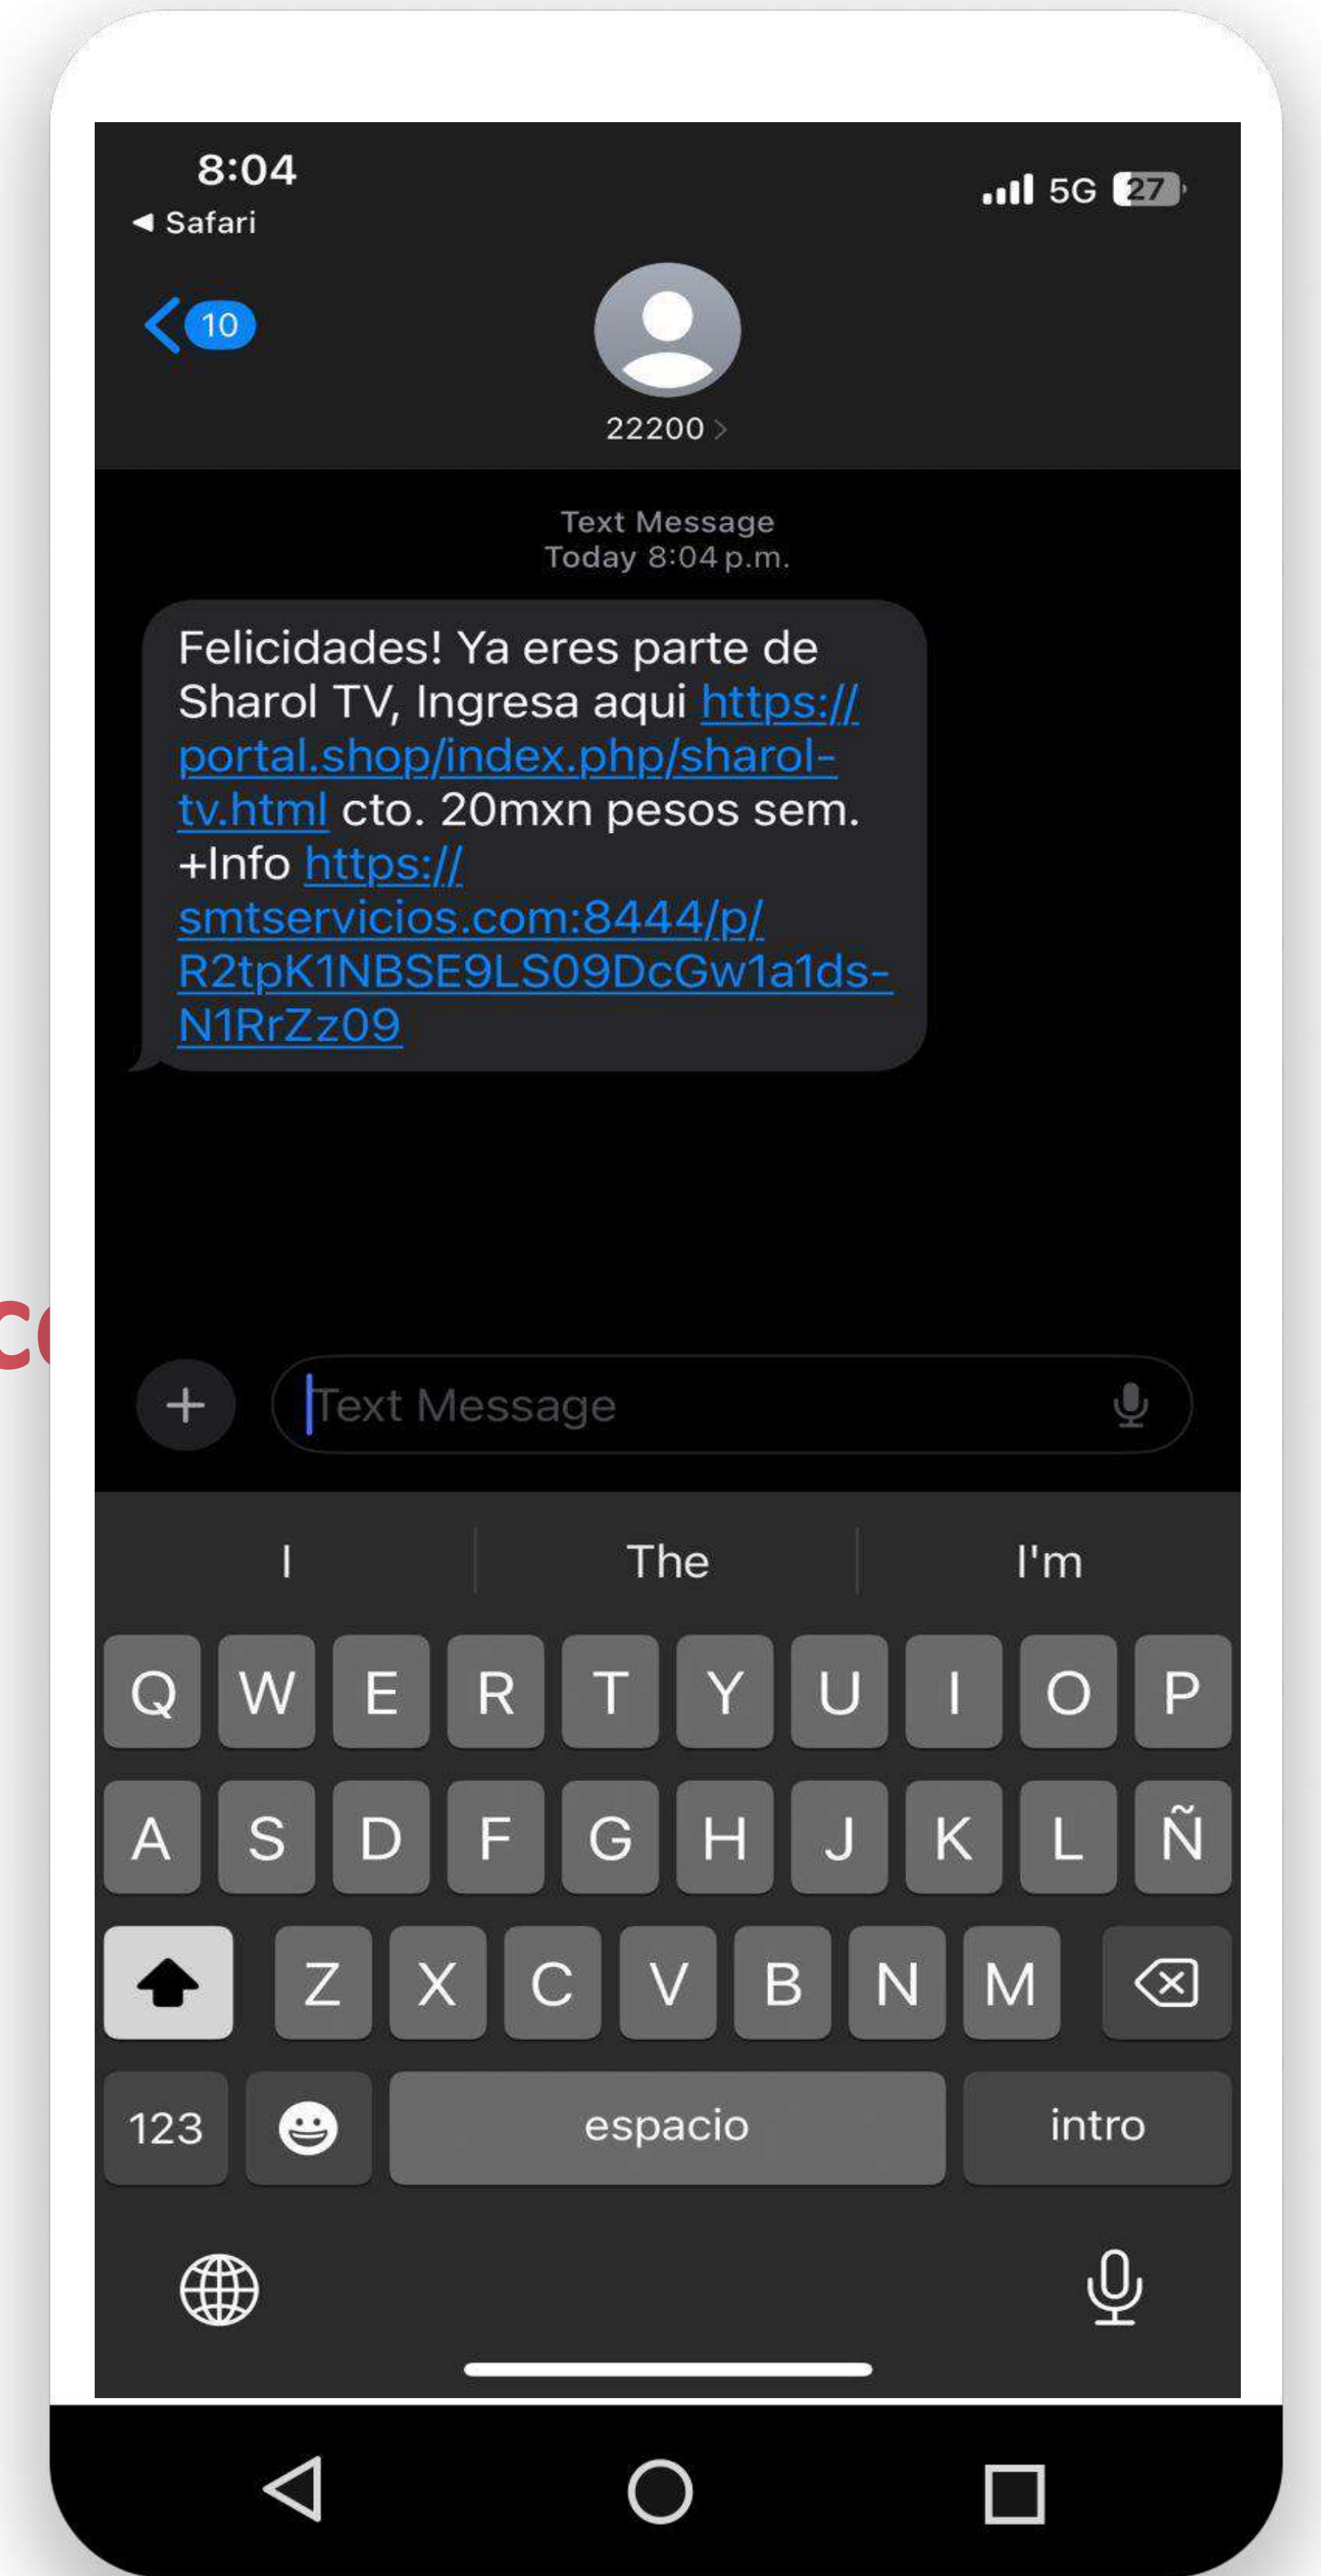 8:04
Safari
5G 27
10
22200
Text Message
Today 8:04 p.m.
Felicidades! Ya eres parte de
Sharol TV, Ingresa aqui https://
portal.shop/index.php/sharol-
tv.html cto. 20mxn pesos sem.
+Info https://
smtservicios.com:8444/p/
R2tpK1NBSE9LS09DcGw1a1ds-
N1RrZz09
Text Message
I The I'm
Q W E R T Y U I O P
A S D F G H J K L Ñ
Z X C V B N M
123 espacio intro